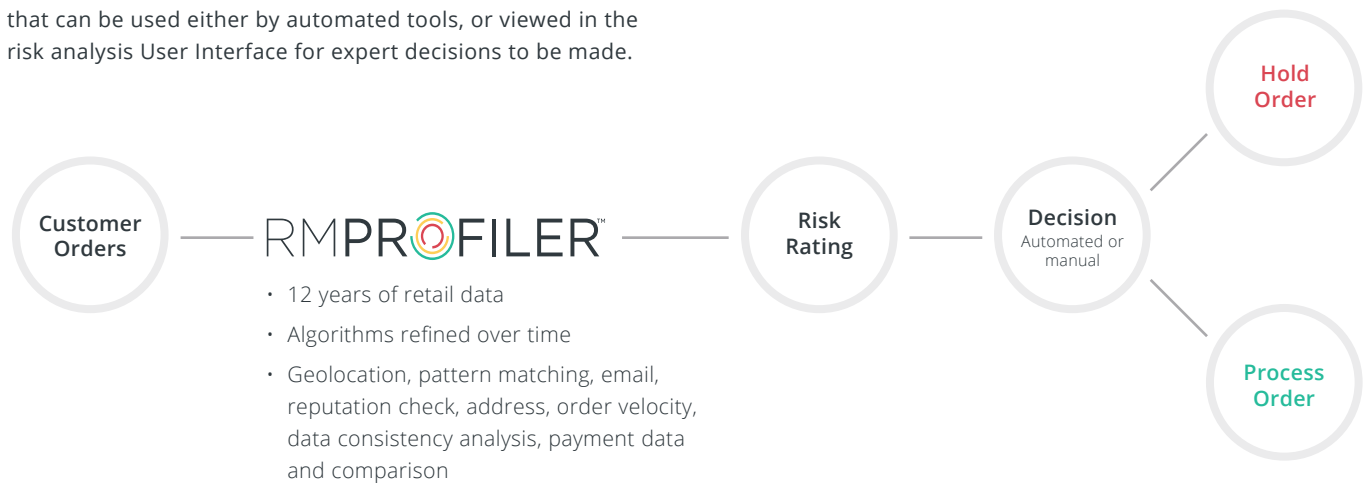 that can be used either by automated tools, or viewed in the
risk analysis User Interface for expert decisions to be made.
Hold
Order
Customer
Orders
RMPROFILER™
Risk
Rating
Decision
Automated or
manual
• 12 years of retail data
• Algorithms refined over time
• Geolocation, pattern matching, email,
reputation check, address, order velocity,
data consistency analysis, payment data
and comparison
Process
Order